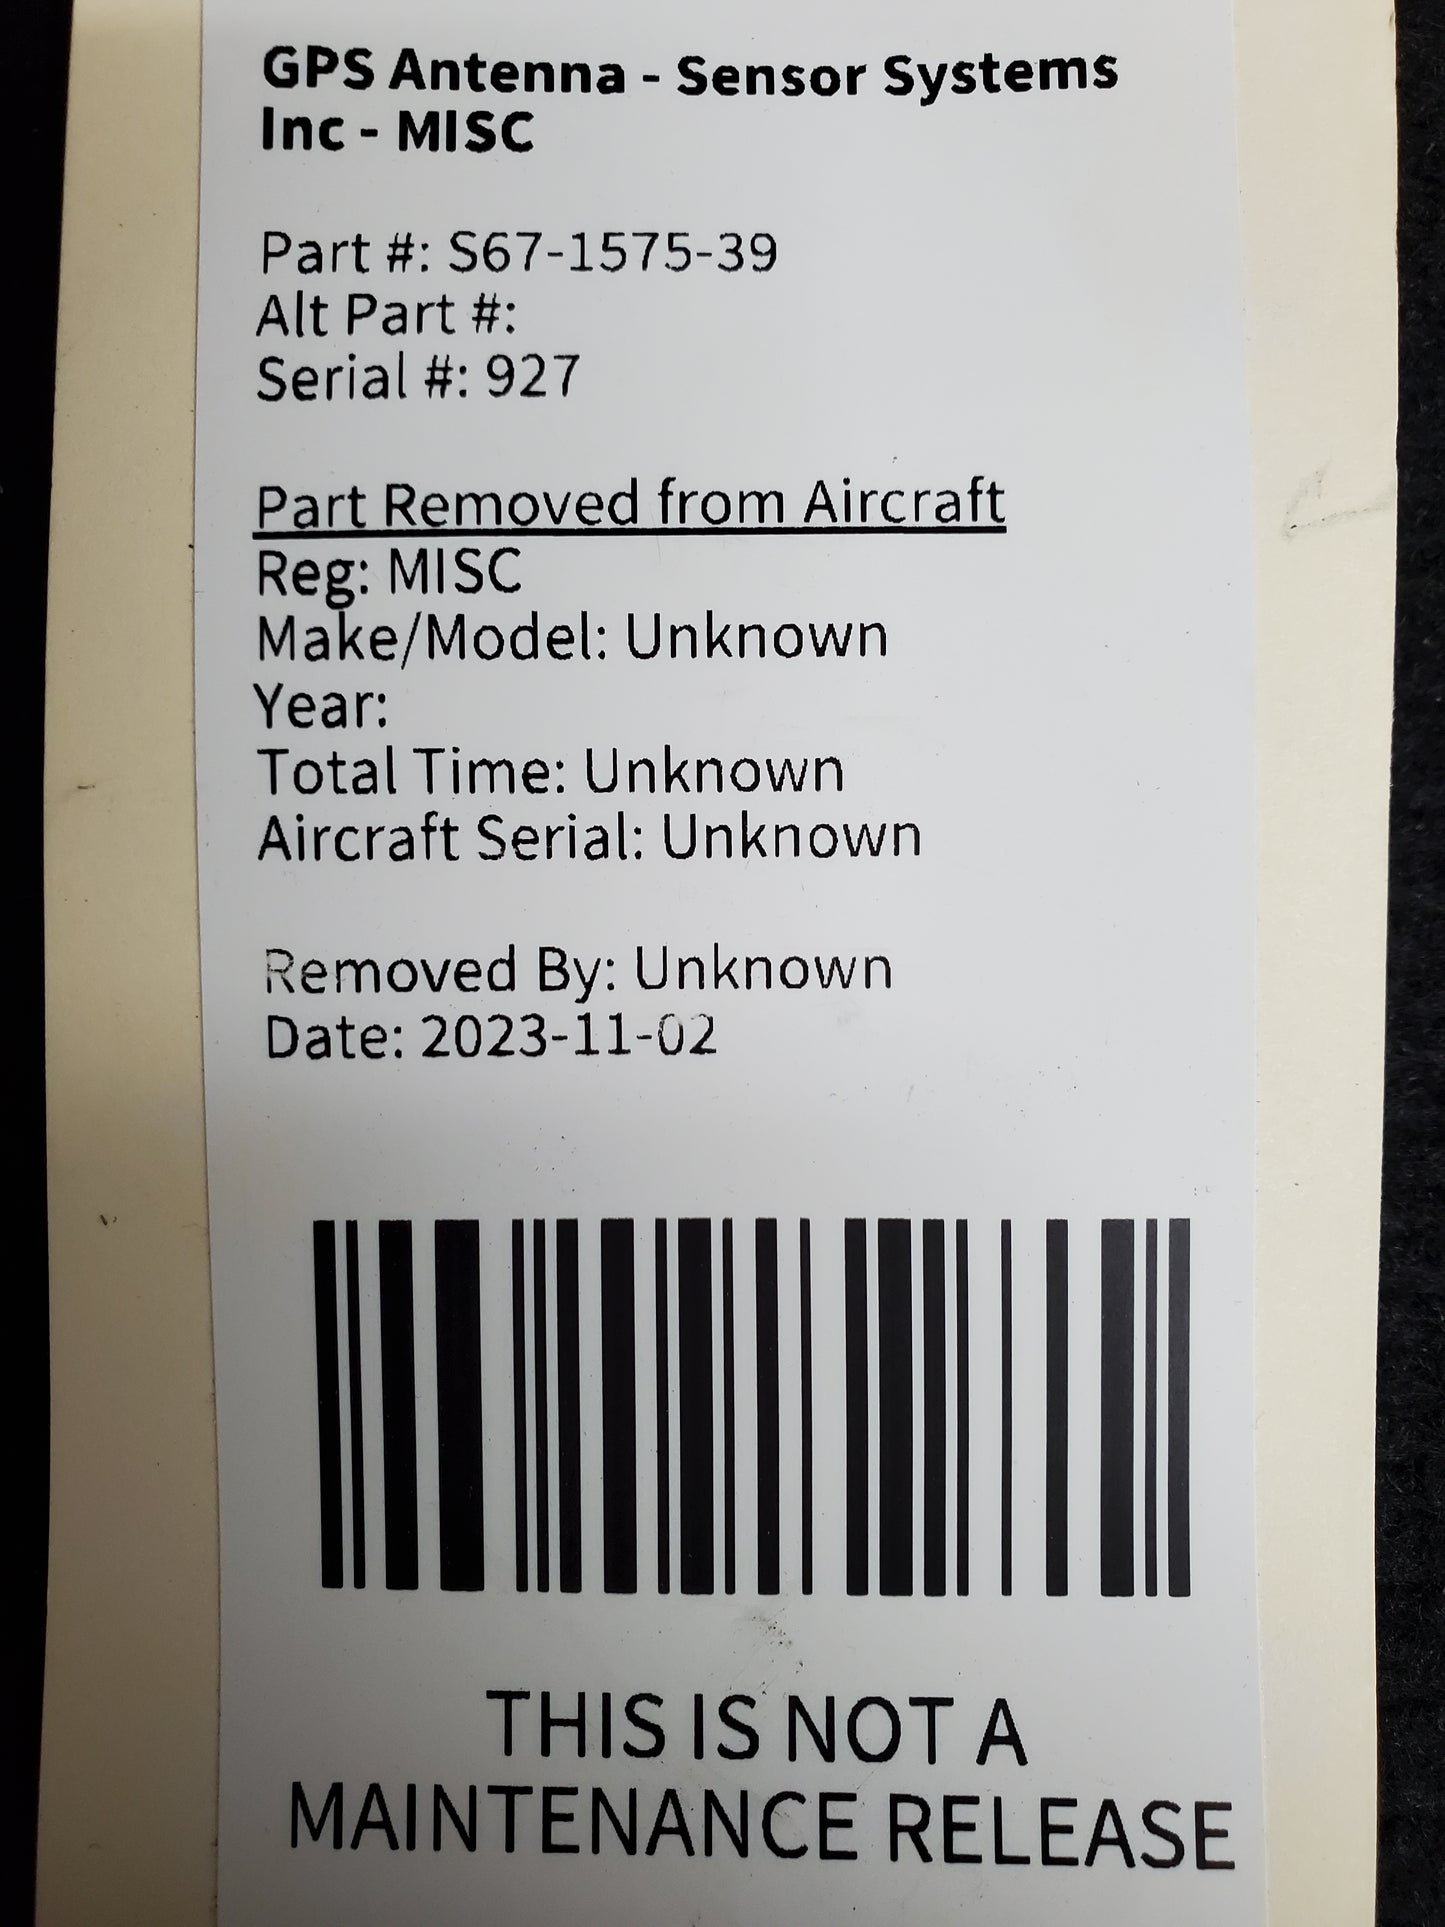 GPS Antenna - Sensor Systems
Inc - MISC
Part #: S67-1575-39
Alt Part #:
Serial #: 927
Part Removed from Aircraft
Reg: MISC
Make/Model: Unknown
Year:
Total Time: Unknown
Aircraft Serial: Unknown
Removed By: Unknown
Date: 2023-11-02
THIS IS NOT A
MAINTENANCE RELEASE